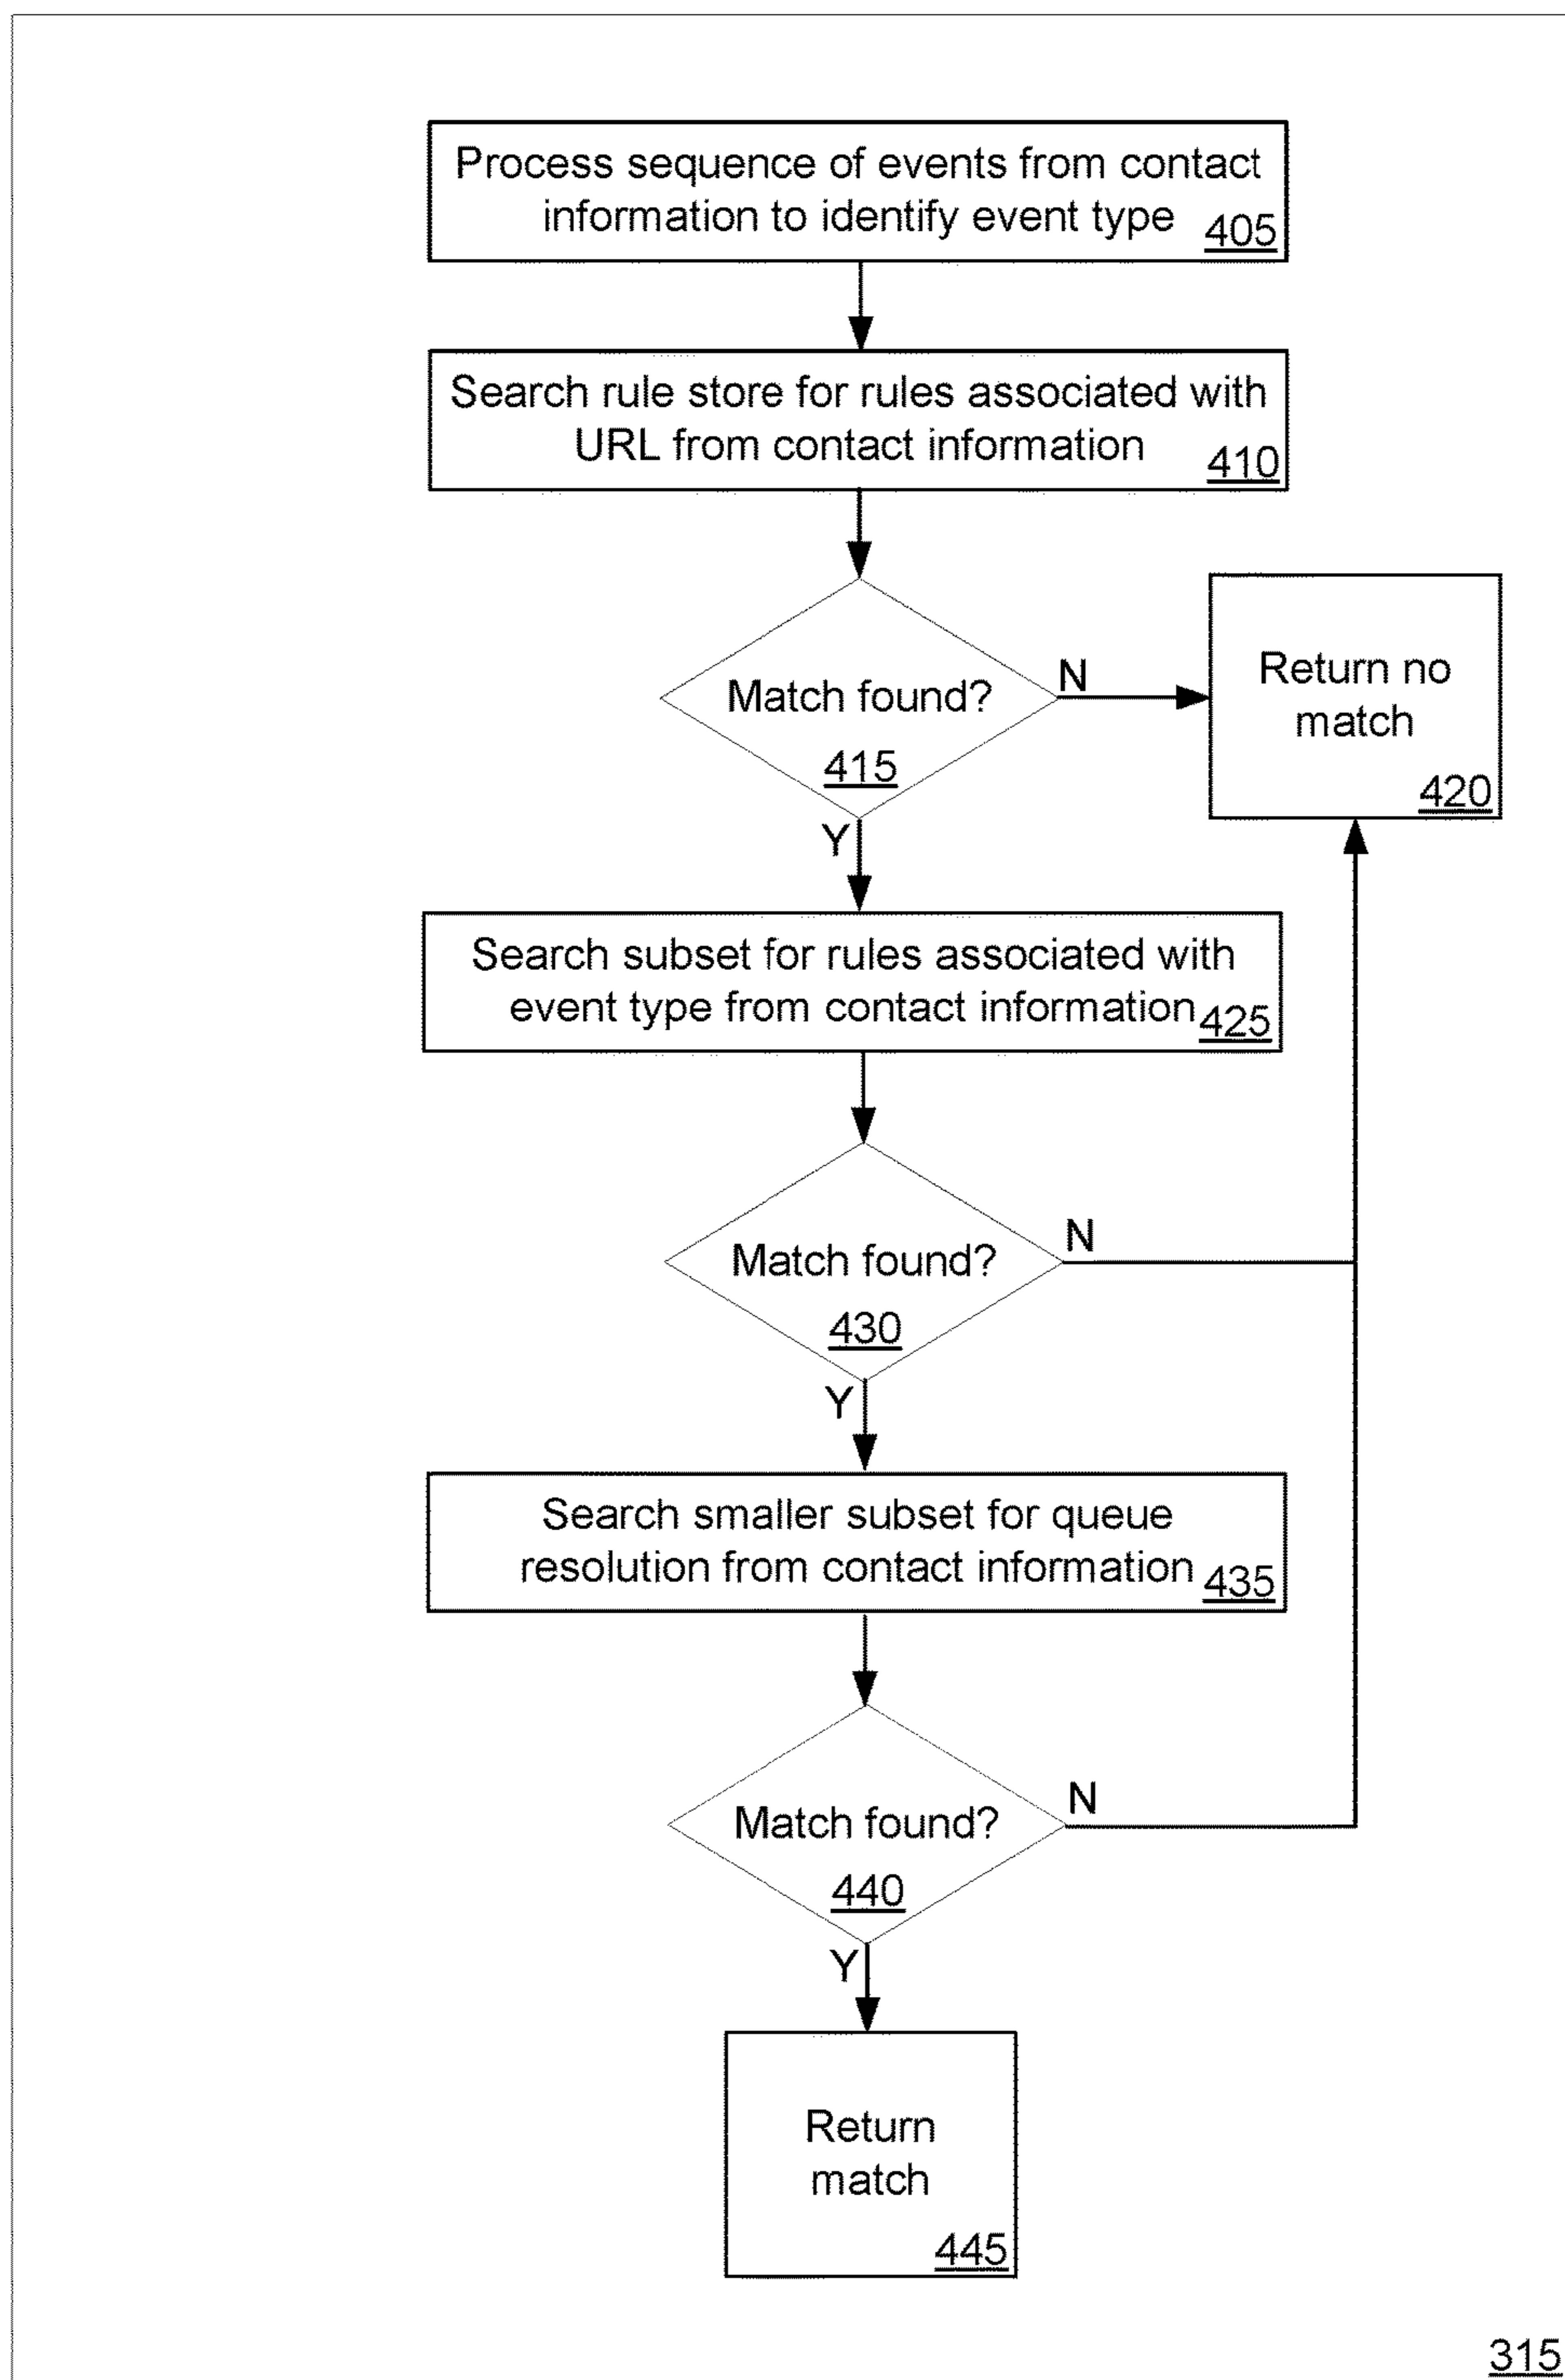 Process sequence of events from contact
information to identify event type
405
Search rule store for rules associated with
URL from contact information
410
Match found?
415
N
Return no
match
420
Y
Search subset for rules associated with
event type from contact information
425
Match found?
430
N
Y
Search smaller subset for queue
resolution from contact information
435
Match found?
440
N
Y
Return
match
445
315